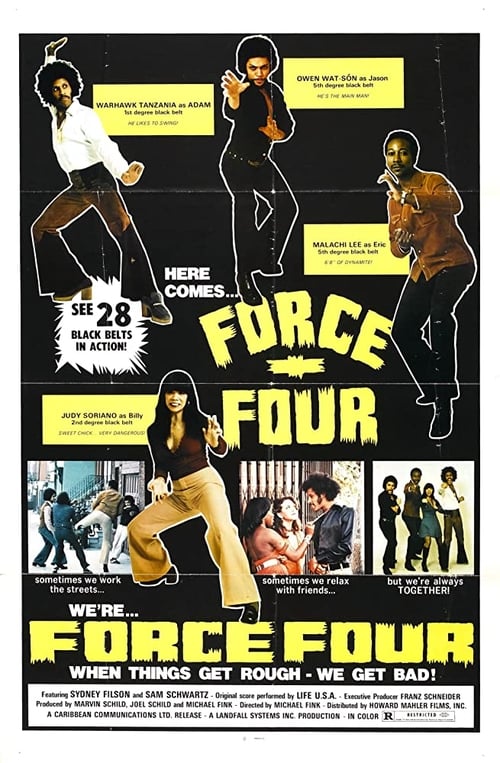 WARHAWK TANZANIA as ADAM
1st degree black belt
HE LIKES TO SWING!
OWEN WAT-SÓN as Jason
5th degree black belt
HE'S THE MAIN MAN!
MALACHI LEE as Eric
5th degree black belt
6'8" OF DYNAMITE!
HERE
COMES...
SEE 28
BLACK BELTS
IN ACTION!
FORCE
FOUR
JUDY SORIANO as Billy
2nd degree black belt
SWEET CHICK...VERY DANGEROUS!
sometimes we work
the streets...
sometimes we relax
with friends...
but we're always
TOGETHER!
WE'RE...
FORCE FOUR
WHEN THINGS GET ROUGH - WE GET BAD!
Featuring SYDNEY FILSON and SAM SCHWARTZ - Original score performed by LIFE U.S.A. - Executive Producer FRANZ SCHNEIDER
Produced by MARVIN SCHILD, JOEL SCHILD and MICHAEL FINK - Directed by MICHAEL FINK - Distributed by HOWARD MAHLER FILMS, INC.
A CARIBBEAN COMMUNICATIONS LTD. RELEASE - A LANDFALL SYSTEMS INC. PRODUCTION - IN COLOR R RESTRICTED